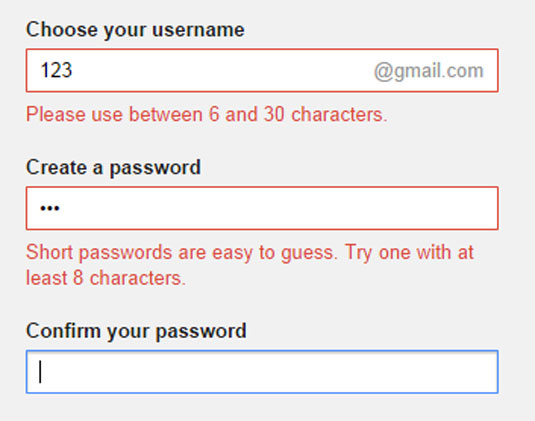 Choose your username
123 @gmail.com
Please use between 6 and 30 characters.
Create a password
•••
Short passwords are easy to guess. Try one with at
least 8 characters.
Confirm your password